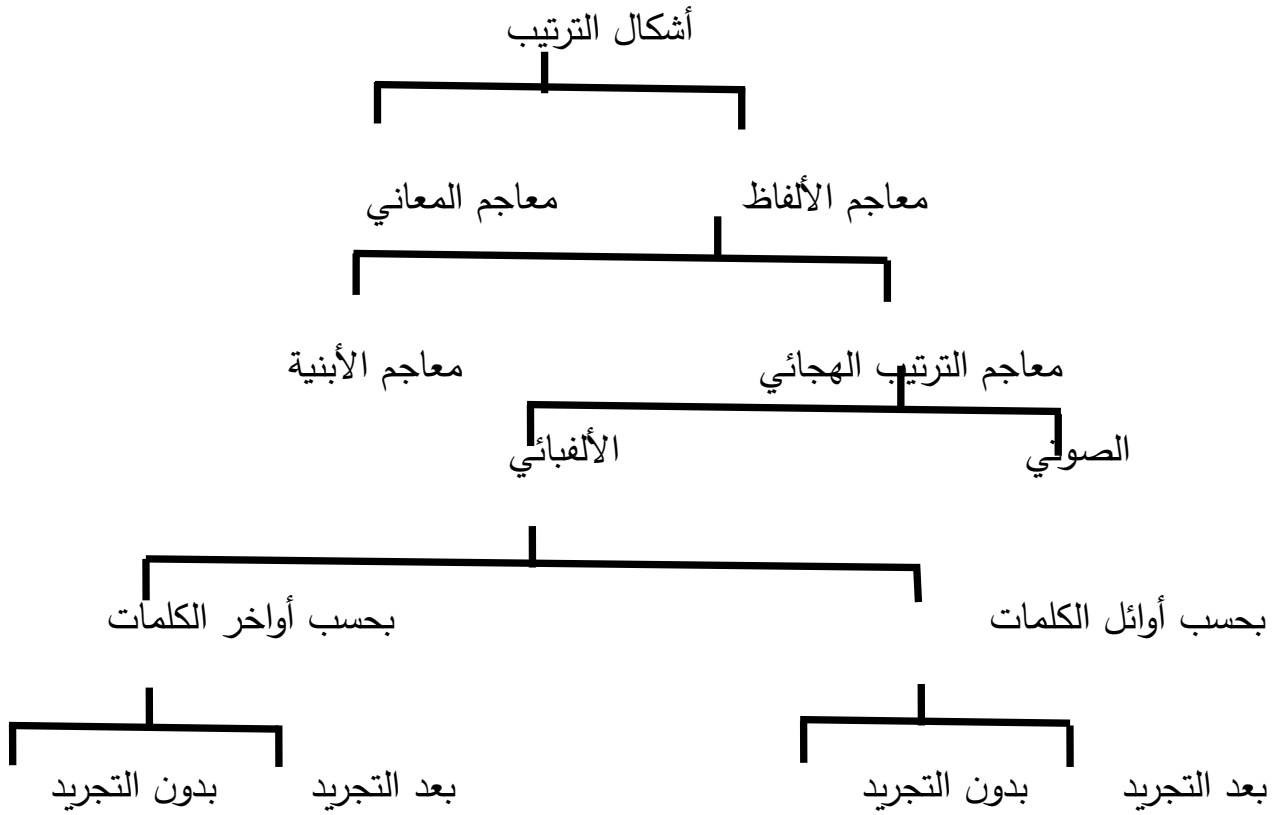 أشكال الترتيب
معاجم الألفاظ معاجم المعاني
معاجم الترتيب الهجائي معاجم الأبنية
الصوتي الألفبائي
بحسب أوائل الكلمات بحسب أواخر الكلمات
بعد التجريد بدون التجريد بعد التجريد بدون التجريد